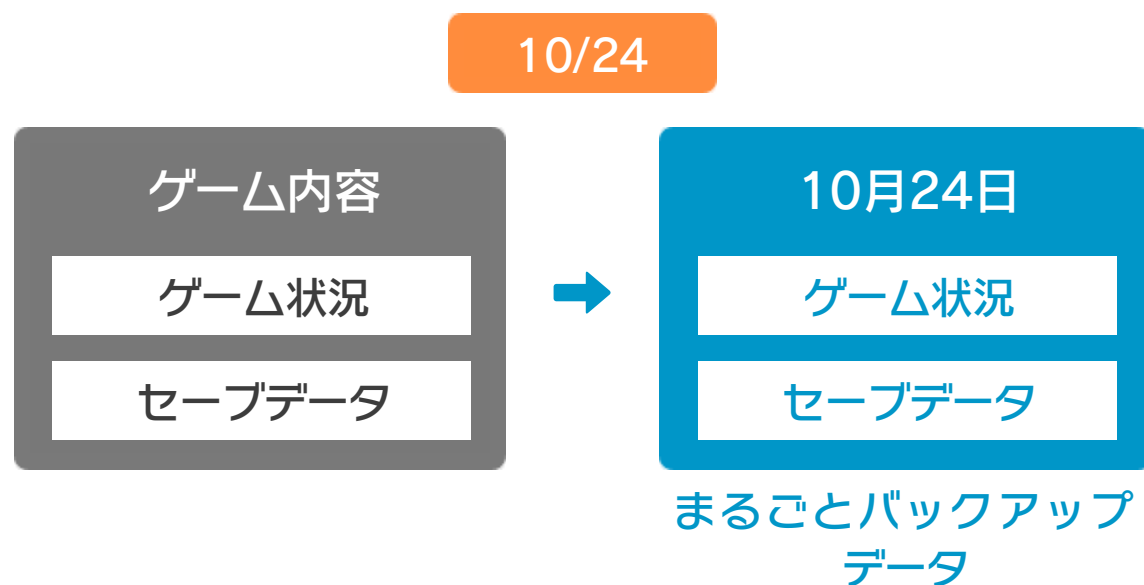 10/24
ゲーム内容
ゲーム状況
セーブデータ
10月24日
ゲーム状況
セーブデータ
まるごとバックアップ
データ